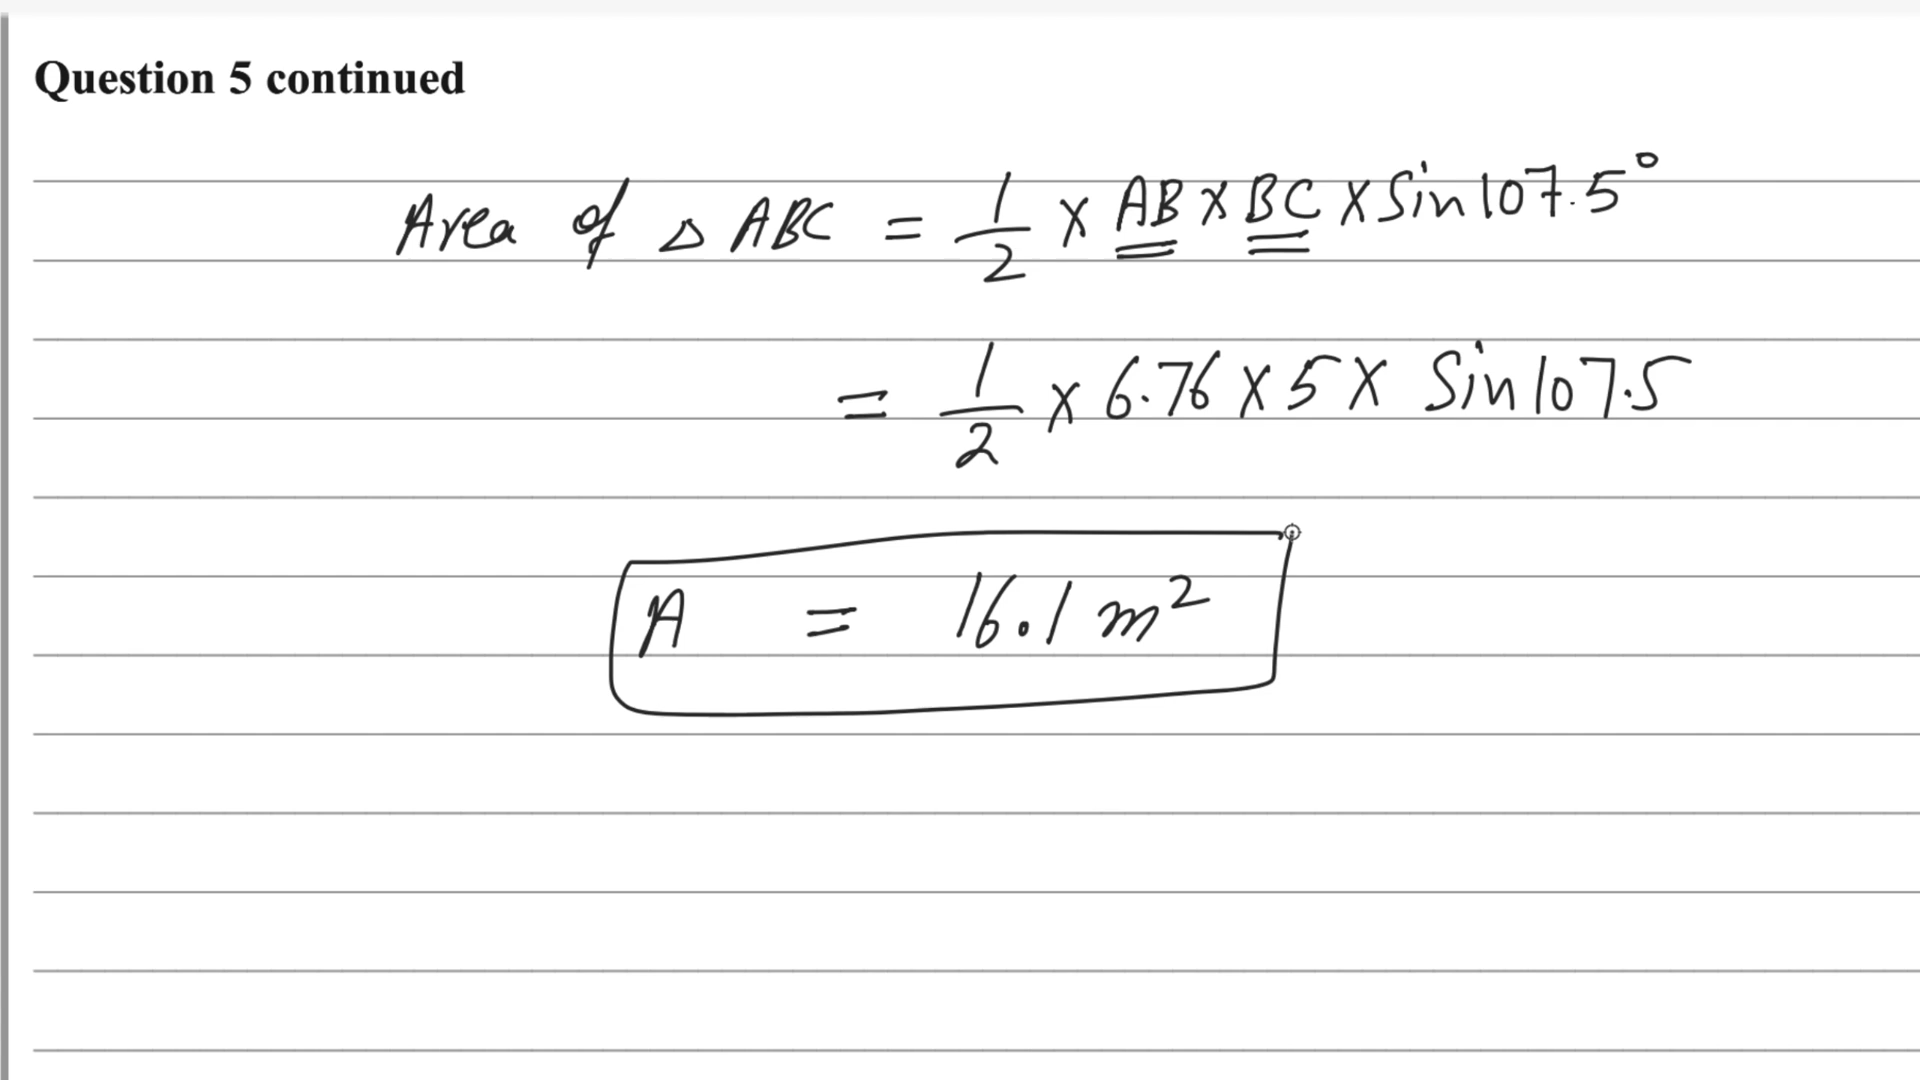 Question 5 continued
Area of △ ABC = 1/2 × AB × BC × Sin 107.5°
= 1/2 × 6.76 × 5 × Sin 107.5
A = 16.1 m²